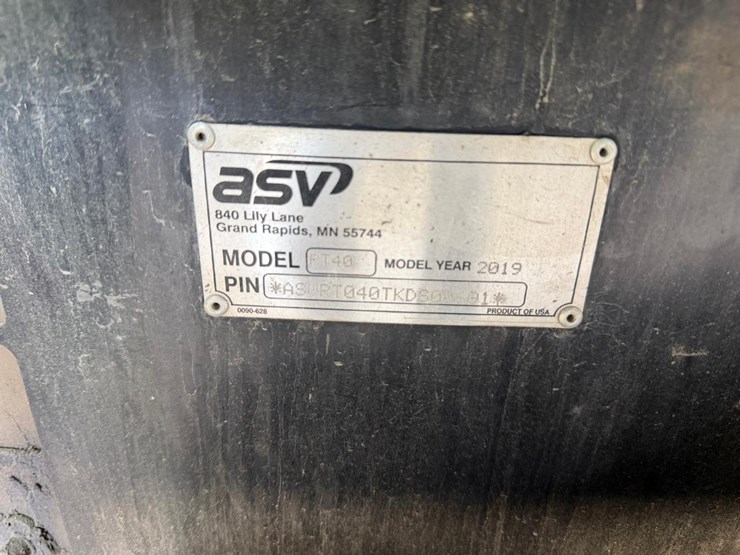 asv
840 Lily Lane
Grand Rapids, MN 55744
MODEL RT40 MODEL YEAR 2019
PIN
0090-628 PRODUCT OF USA